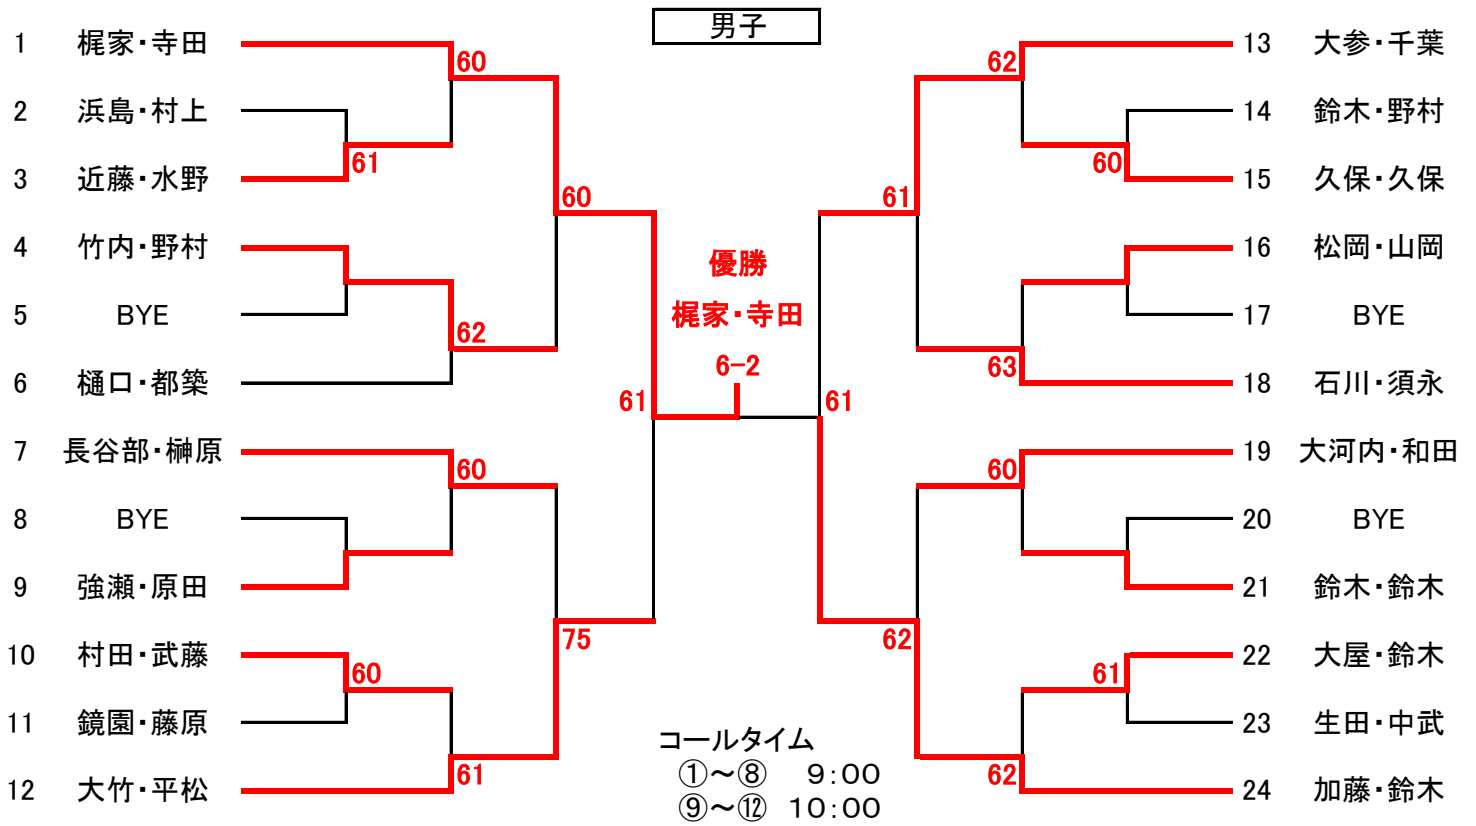 男子
1 梶家・寺田
60
2 浜島・村上
61
3 近藤・水野
60
4 竹内・野村
5 BYE
62
6 樋口・都築
61
7 長谷部・榊原
60
8 BYE
9 強瀬・原田
75
10 村田・武藤
60
11 鏡園・藤原
61
12 大竹・平松
優勝
梶家・寺田
6-2
13 大参・千葉
62
14 鈴木・野村
60
15 久保・久保
61
16 松岡・山岡
17 BYE
63
18 石川・須永
61
19 大河内・和田
60
20 BYE
21 鈴木・鈴木
62
22 大屋・鈴木
61
23 生田・中武
62
24 加藤・鈴木
コールタイム
①～⑧ 9:00
⑨～⑫ 10:00